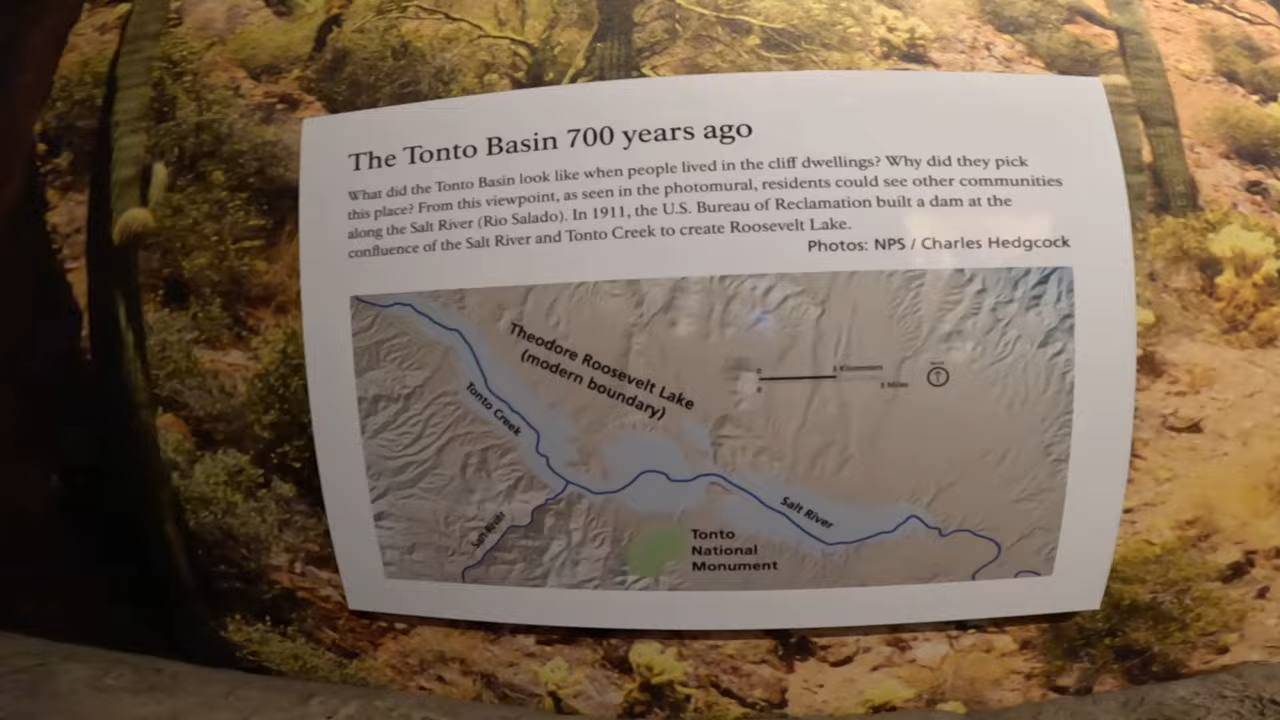 The Tonto Basin 700 years ago
What did the Tonto Basin look like when people lived in the cliff dwellings? Why did they pick
this place? From this viewpoint, as seen in the photomural, residents could see other communities
along the Salt River (Rio Salado). In 1911, the U.S. Bureau of Reclamation built a dam at the
confluence of the Salt River and Tonto Creek to create Roosevelt Lake.
Photos: NPS / Charles Hedgcock
Theodore Roosevelt Lake
(modern boundary)
0
0
Tonto Creek
Salt River
Salt River
Tonto
National
Monument